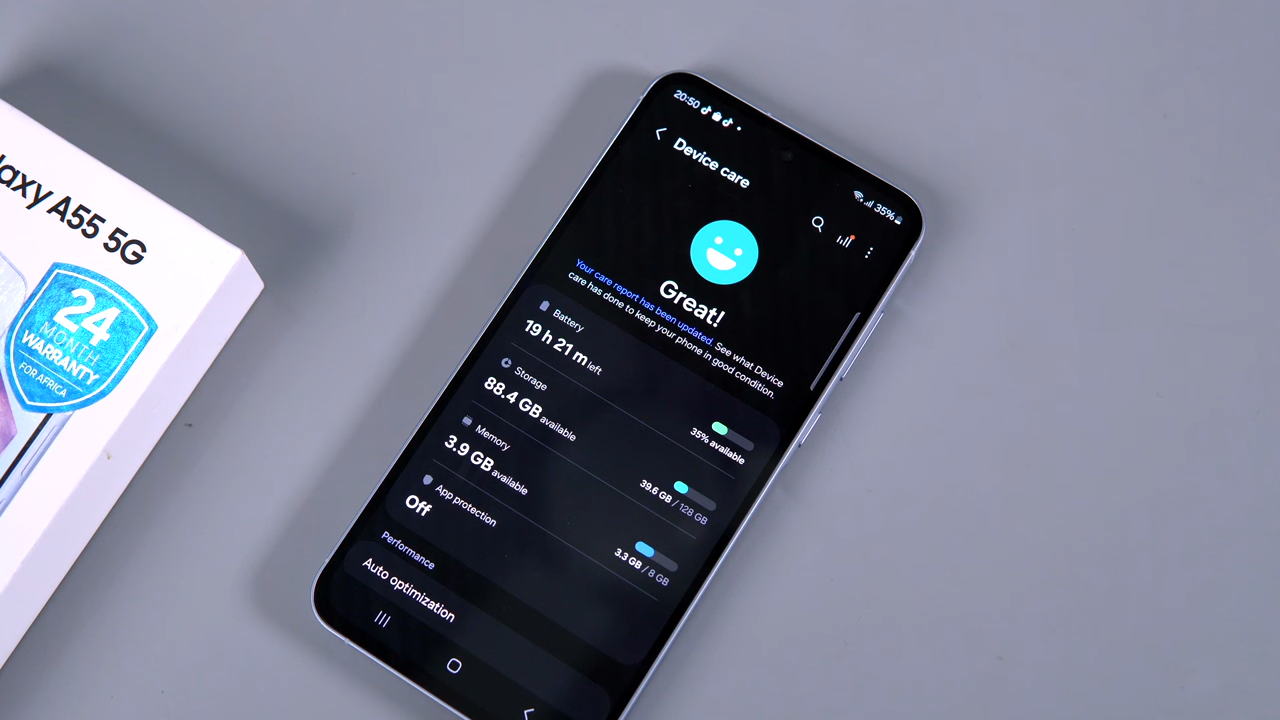 laxy A55 5G
24
MONTH
WARRANTY
FOR AFRICA
20:50
35%
Device care
Great!
Your care report has been updated. See what Device
care has done to keep your phone in good condition.
Battery
19 h 21 m left
35% available
Storage
88.4 GB available
39.6 GB / 128 GB
Memory
3.9 GB available
3.3 GB / 8 GB
App protection
Off
Performance
Auto optimization